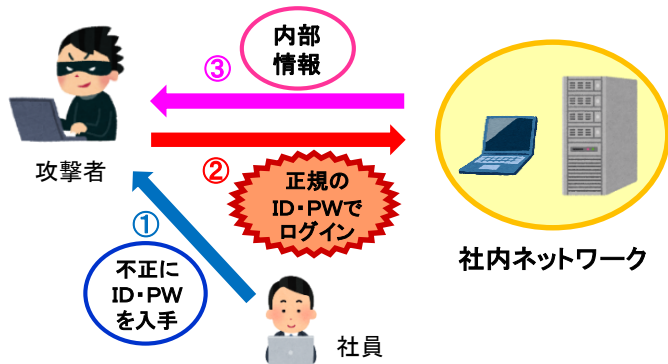 内部
情報
③
攻撃者
②
正規の
ID・PWで
ログイン
社内ネットワーク
①
不正に
ID・PW
を入手
社員